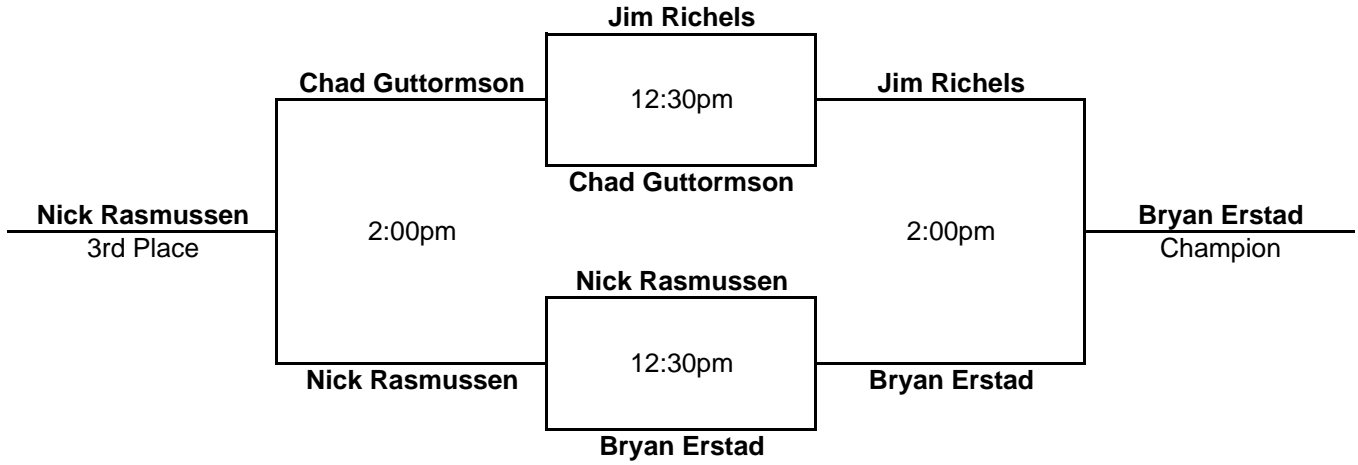 Jim Richels
Chad Guttormson
12:30pm
Jim Richels
Chad Guttormson
Nick Rasmussen
3rd Place
2:00pm
2:00pm
Bryan Erstad
Champion
Nick Rasmussen
Nick Rasmussen
12:30pm
Bryan Erstad
Bryan Erstad